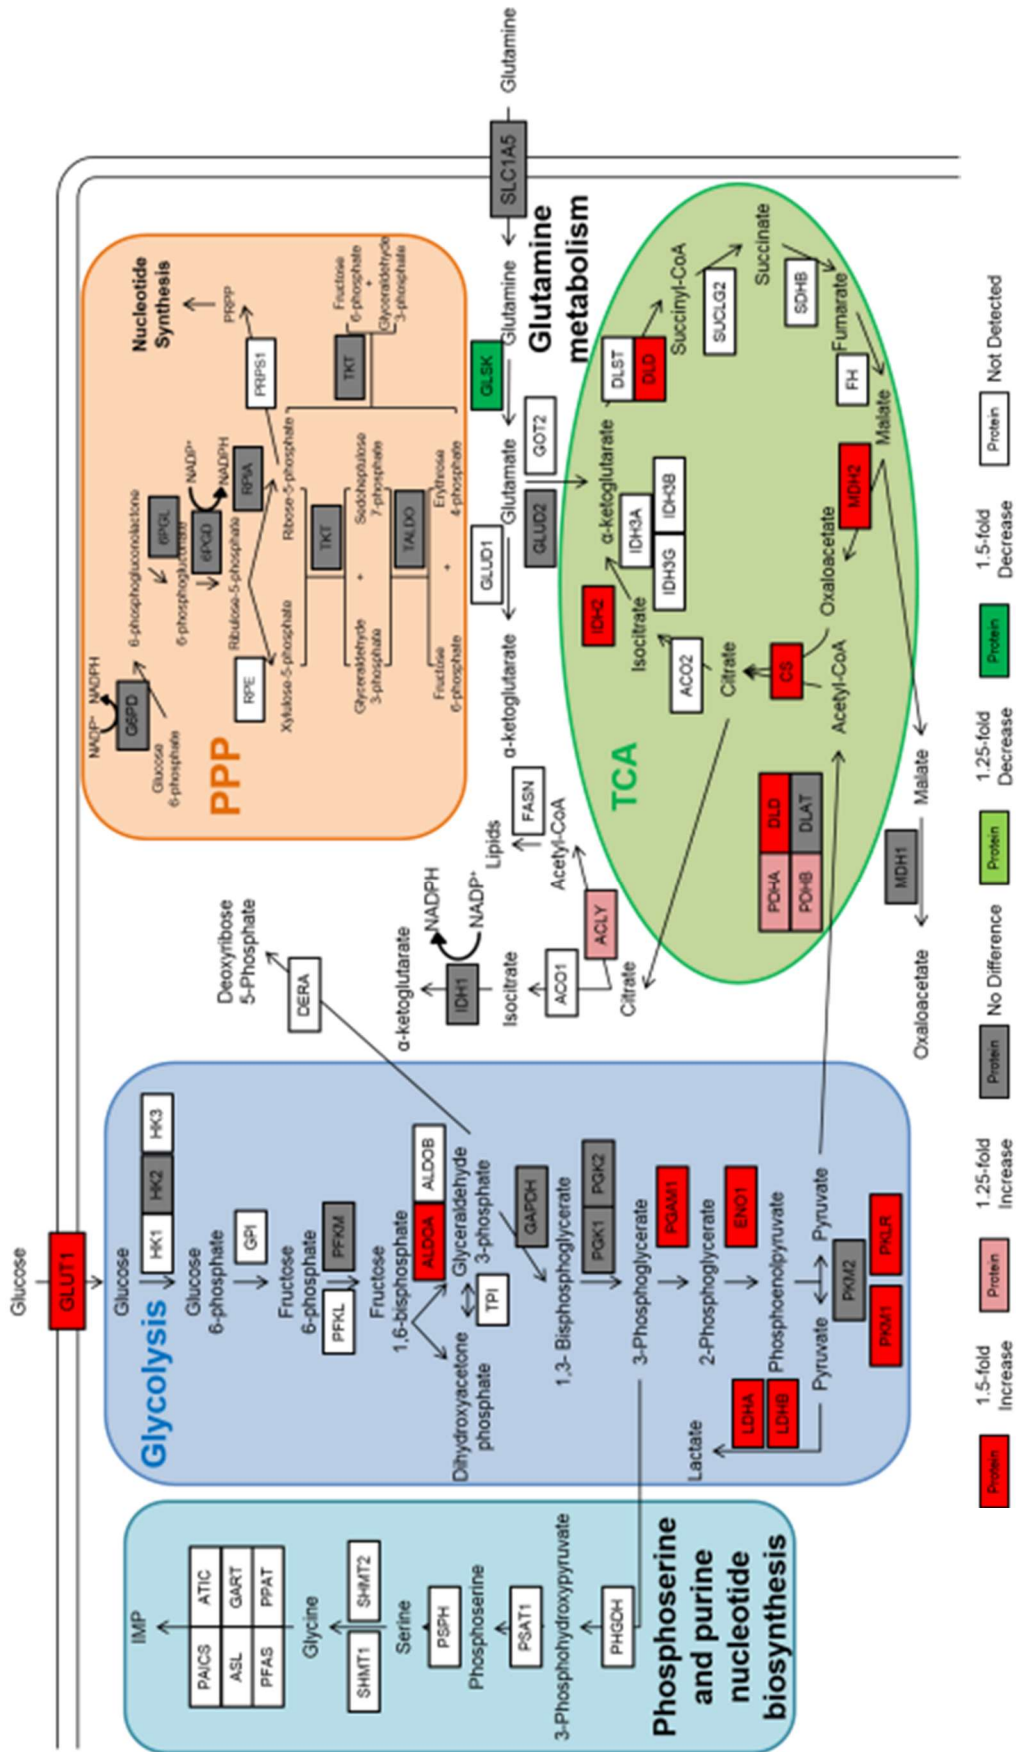 Glucose
GLUT1
Glycolysis
Glucose
HK1
HK2
HK3
Glucose
6-phosphate
GPI
Fructose
6-phosphate
PFKL
PFKM
Fructose
1,6-bisphosphate
ALDOA
ALDOB
Dihydroxyacetone
phosphate
TPI
Glyceraldehyde
3-phosphate
GAPDH
1,3- Bisphosphoglycerate
PGK1
PGK2
3-Phosphoglycerate
PGAM1
2-Phosphoglycerate
ENO1
Phosphoenolpyruvate
Pyruvate
Pyruvate
PKM2
PKM1
PKLR
LDHA
LDHB
Lactate
IMP
PAICS
ATIC
ASL
GART
PFAS
PPAT
Glycine
SHMT1
SHMT2
Serine
PSPH
Phosphoserine
PSAT1
3-Phosphohydroxypyruvate
PHGDH
Phosphoserine
and purine
nucleotide
biosynthesis
Deoxyribose
5-Phosphate
DERA
α-ketoglutarate
IDH1
NADPH
NADP+
Isocitrate
ACO1
Citrate
ACLY
Acetyl-CoA
FASN
Lipids
PPP
NADP+
NADPH
G6PD
Glucose
6-phosphate
6-phosphogluconolactone
6PGL
6-phosphogluconate
6PGD
NADP+
NADPH
Ribulose-5-phosphate
RPE
RPIA
Xylulose-5-phosphate
Ribose-5-phosphate
PRPS1
PRPP
Nucleotide
Synthesis
TKT
Glyceraldehyde
3-phosphate
+
Sedoheptulose
7-phosphate
TALDO
Fructose
6-phosphate
+
Erythrose
4-phosphate
TKT
Fructose
6-phosphate
+
Glyceraldehyde
3-phosphate
Glutamine
SLC1A5
Glutamine
GLSK
Glutamine
metabolism
Glutamate
GLUD1
α-ketoglutarate
GLUD2
GOT2
TCA
α-ketoglutarate
IDH2
IDH3A
IDH3G
IDH3B
Isocitrate
ACO2
Citrate
CS
Acetyl-CoA
Oxaloacetate
MDH2
Malate
FH
Fumarate
SDHB
Succinate
SUCLG2
Succinyl-CoA
DLST
DLD
PDHA
DLD
PDHB
DLAT
Malate
MDH1
Oxaloacetate
Protein
1.5-fold
Increase
Protein
1.25-fold
Increase
Protein
No Difference
Protein
1.25-fold
Decrease
Protein
1.5-fold
Decrease
Protein
Not Detected